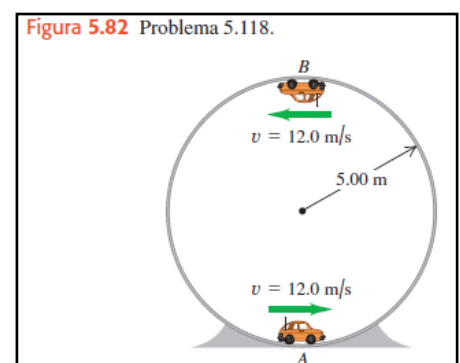 Figura 5.82 Problema 5.118.
B
v = 12.0 m/s
5.00 m
v = 12.0 m/s
A